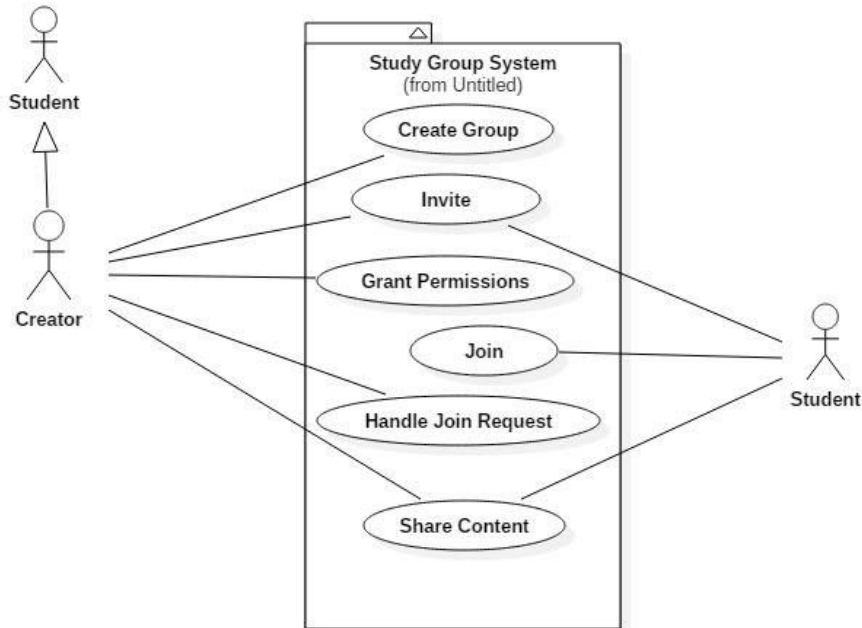 Student
Creator
Study Group System
(from Untitled)
Create Group
Invite
Grant Permissions
Join
Handle Join Request
Share Content
Student